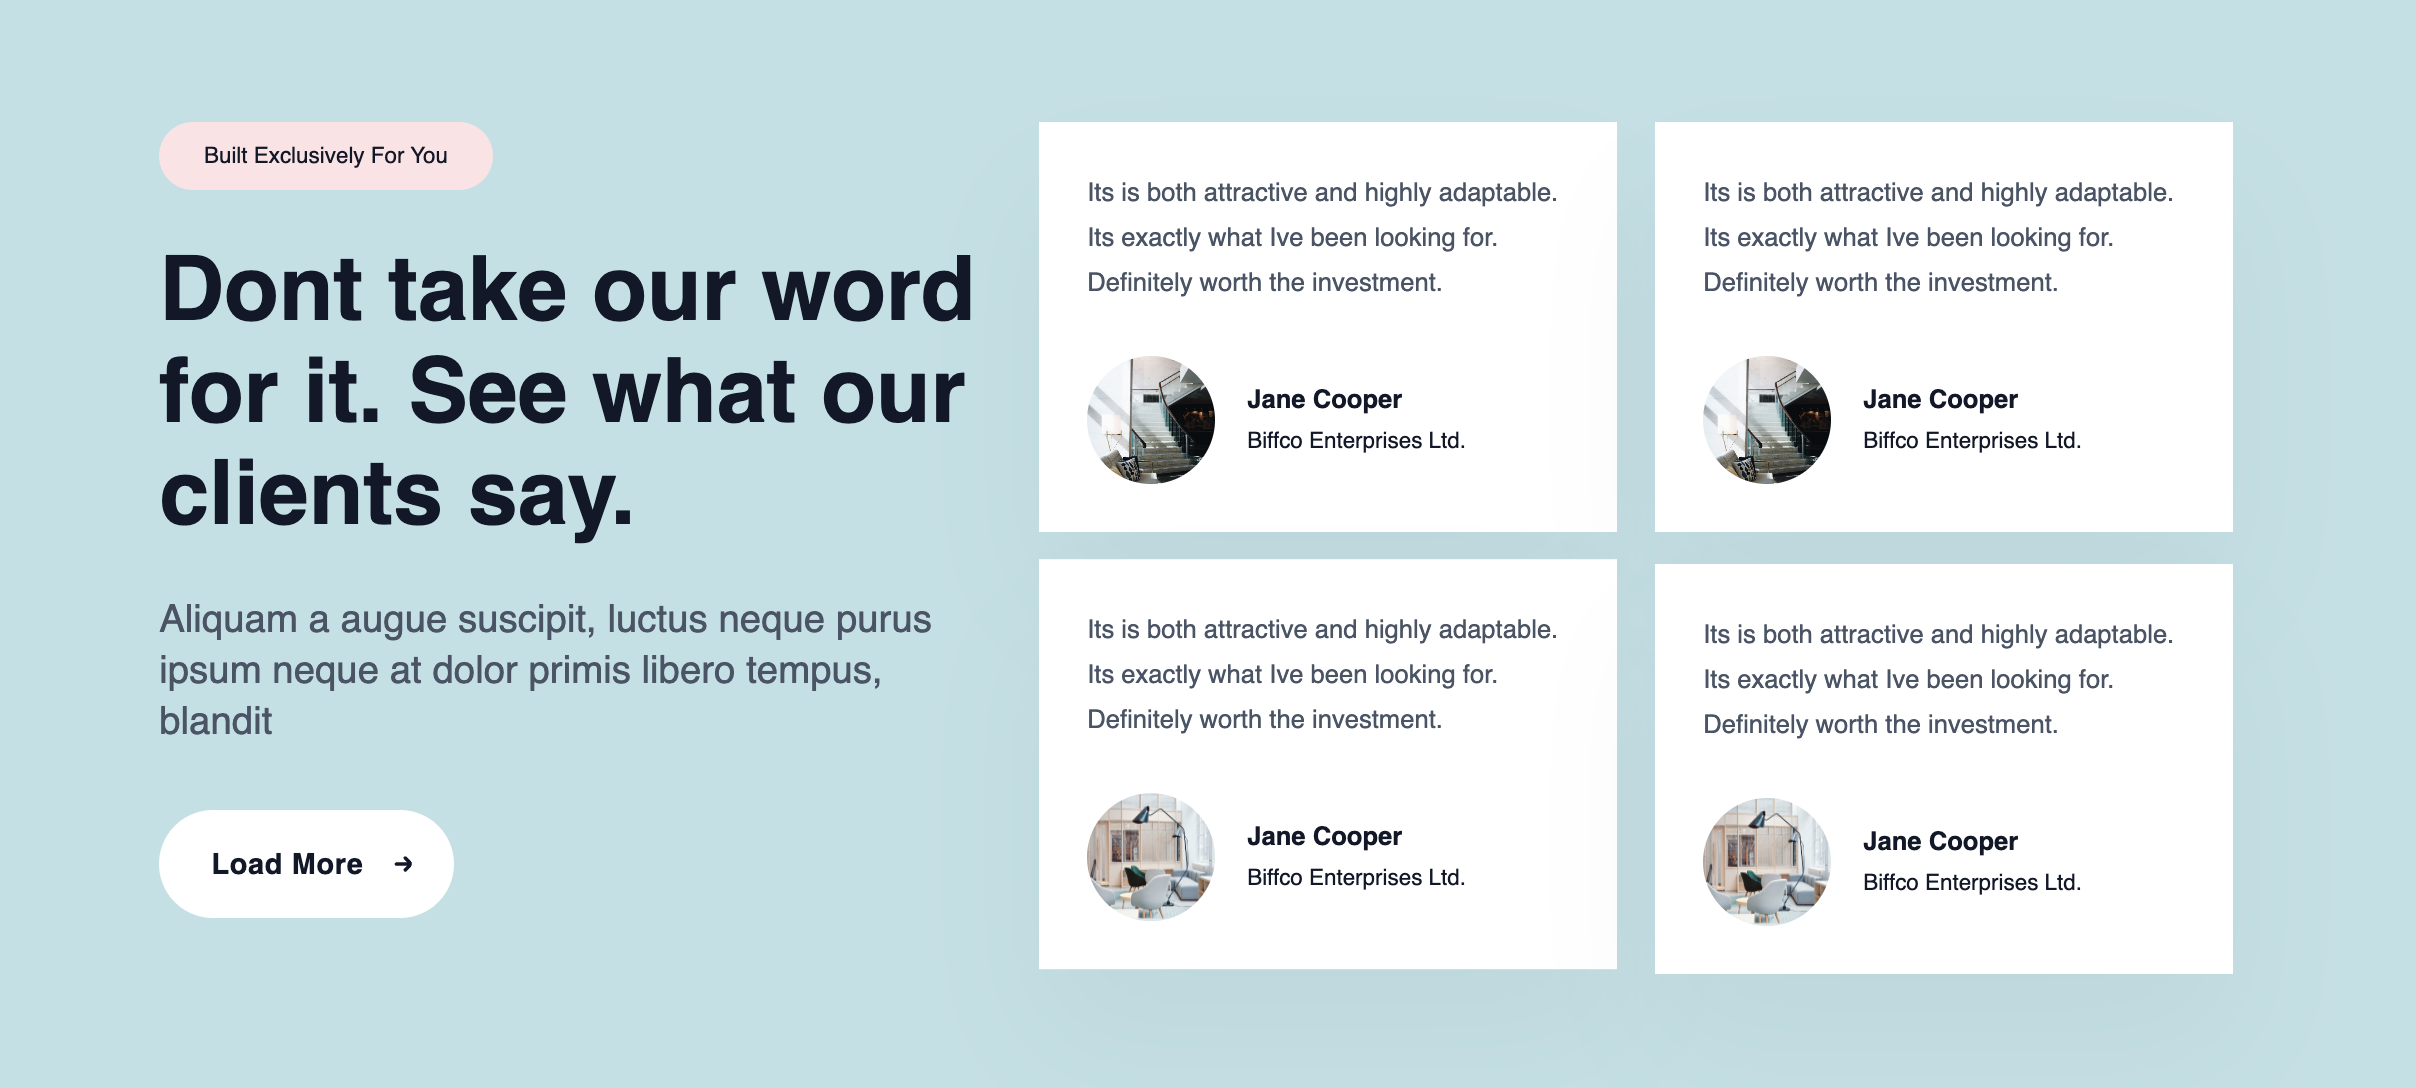 Built Exclusively For You
Dont take our word
for it. See what our
clients say.
Aliquam a augue suscipit, luctus neque purus
ipsum neque at dolor primis libero tempus,
blandit
Load More
Its is both attractive and highly adaptable.
Its exactly what Ive been looking for.
Definitely worth the investment.
Jane Cooper
Biffco Enterprises Ltd.
Its is both attractive and highly adaptable.
Its exactly what Ive been looking for.
Definitely worth the investment.
Jane Cooper
Biffco Enterprises Ltd.
Its is both attractive and highly adaptable.
Its exactly what Ive been looking for.
Definitely worth the investment.
Jane Cooper
Biffco Enterprises Ltd.
Its is both attractive and highly adaptable.
Its exactly what Ive been looking for.
Definitely worth the investment.
Jane Cooper
Biffco Enterprises Ltd.